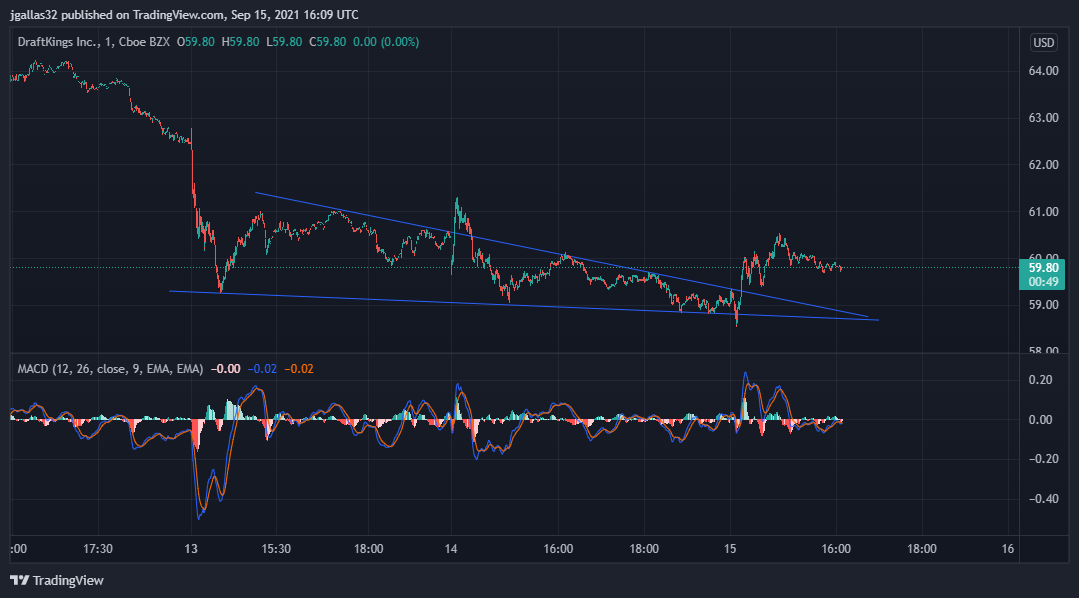 jgallas32 published on TradingView.com, Sep 15, 2021 16:09 UTC
DraftKings Inc., 1, Cboe BZX O59.80 H59.80 L59.80 C59.80 0.00 (0.00%)
USD
64.00
63.00
62.00
61.00
60.00
59.80
00:49
59.00
58.00
MACD (12, 26, close, 9, EMA, EMA) −0.00 −0.02 −0.02
0.20
0.00
−0.20
−0.40
:00 17:30 13 15:30 18:00 14 16:00 18:00 15 16:00 18:00 16
TradingView